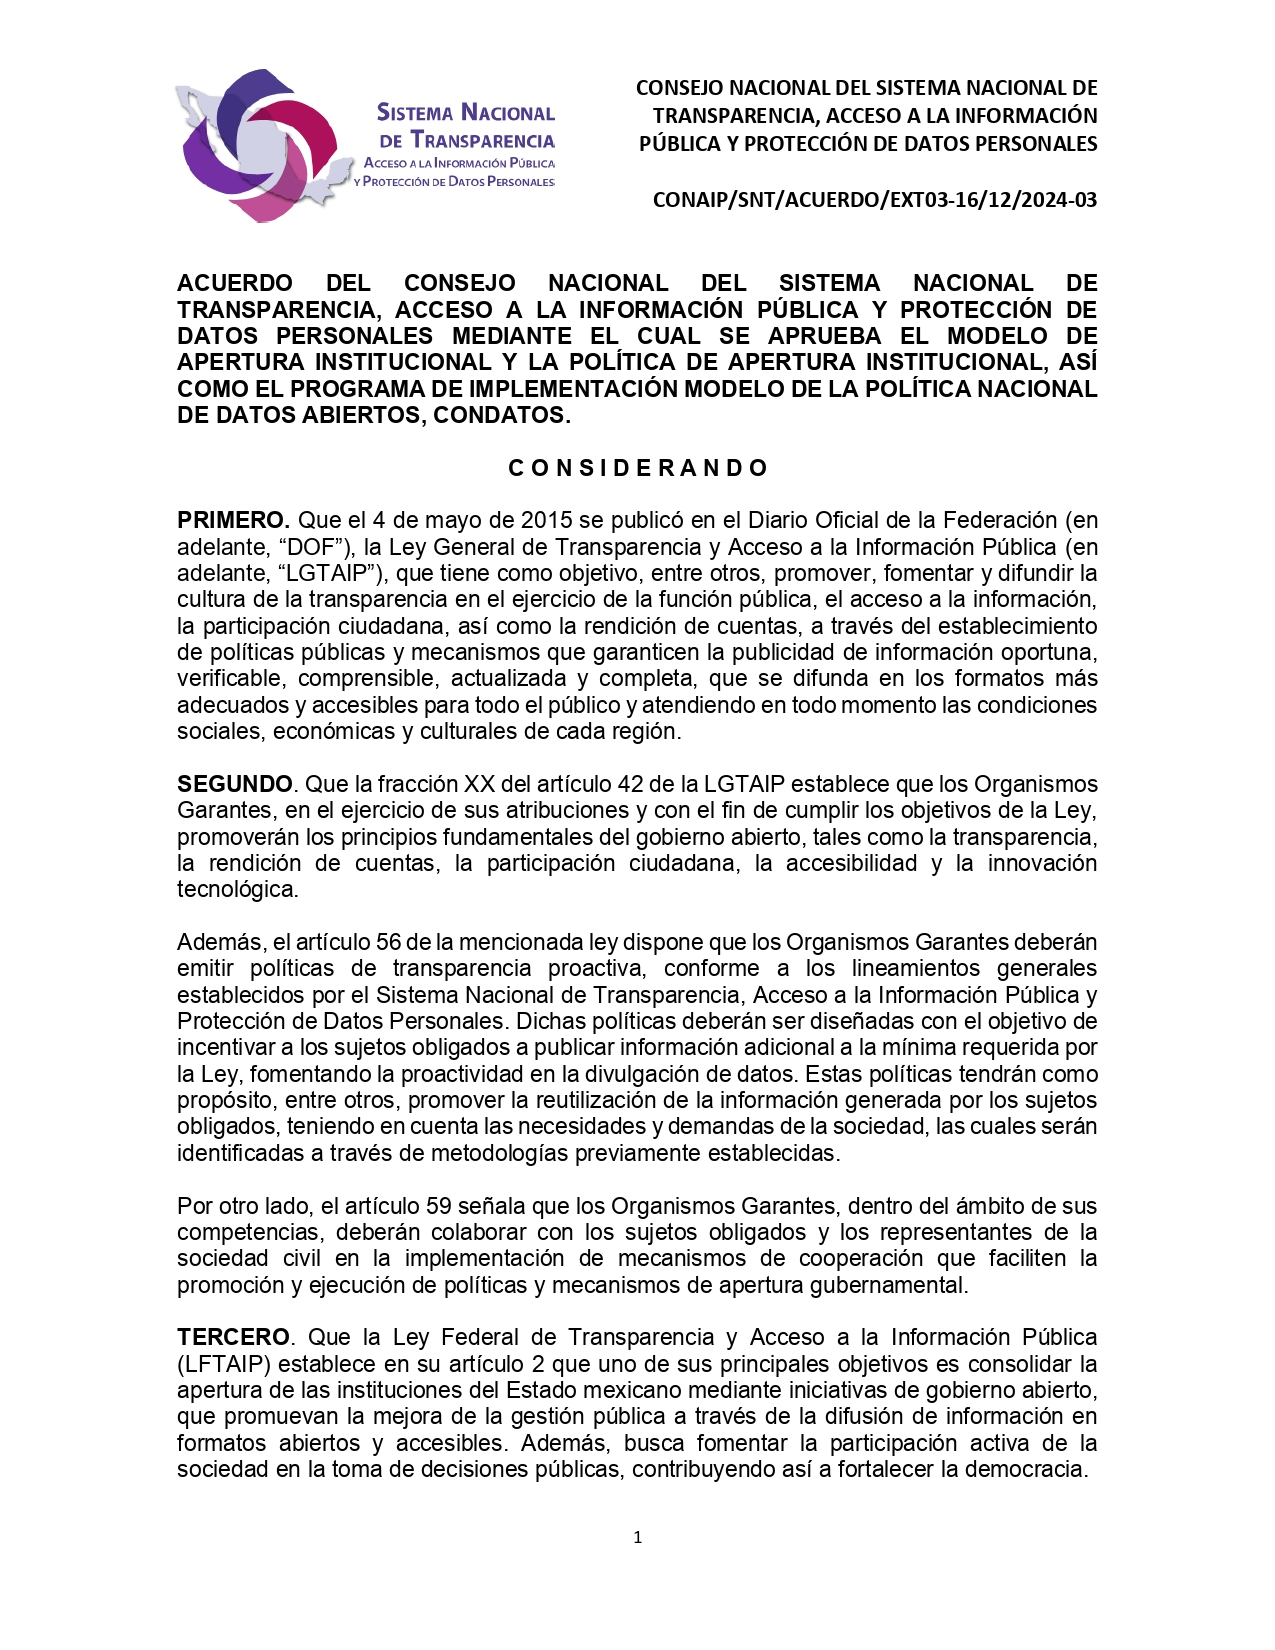 SISTEMA NACIONAL
DE TRANSPARENCIA
ACCESO A LA INFORMACIÓN PÚBLICA
Y PROTECCIÓN DE DATOS PERSONALES
CONSEJO NACIONAL DEL SISTEMA NACIONAL DE
TRANSPARENCIA, ACCESO A LA INFORMACIÓN
PÚBLICA Y PROTECCIÓN DE DATOS PERSONALES
CONAIP/SNT/ACUERDO/EXT03-16/12/2024-03
ACUERDO DEL CONSEJO NACIONAL DEL SISTEMA NACIONAL DE
TRANSPARENCIA, ACCESO A LA INFORMACIÓN PÚBLICA Y PROTECCIÓN DE
DATOS PERSONALES MEDIANTE EL CUAL SE APRUEBA EL MODELO DE
APERTURA INSTITUCIONAL Y LA POLÍTICA DE APERTURA INSTITUCIONAL, ASÍ
COMO EL PROGRAMA DE IMPLEMENTACIÓN MODELO DE LA POLÍTICA NACIONAL
DE DATOS ABIERTOS, CONDATOS.
C O N S I D E R A N D O
PRIMERO. Que el 4 de mayo de 2015 se publicó en el Diario Oficial de la Federación (en
adelante, “DOF”), la Ley General de Transparencia y Acceso a la Información Pública (en
adelante, “LGTAIP”), que tiene como objetivo, entre otros, promover, fomentar y difundir la
cultura de la transparencia en el ejercicio de la función pública, el acceso a la información,
la participación ciudadana, así como la rendición de cuentas, a través del establecimiento
de políticas públicas y mecanismos que garanticen la publicidad de información oportuna,
verificable, comprensible, actualizada y completa, que se difunda en los formatos más
adecuados y accesibles para todo el público y atendiendo en todo momento las condiciones
sociales, económicas y culturales de cada región.
SEGUNDO. Que la fracción XX del artículo 42 de la LGTAIP establece que los Organismos
Garantes, en el ejercicio de sus atribuciones y con el fin de cumplir los objetivos de la Ley,
promoverán los principios fundamentales del gobierno abierto, tales como la transparencia,
la rendición de cuentas, la participación ciudadana, la accesibilidad y la innovación
tecnológica.
Además, el artículo 56 de la mencionada ley dispone que los Organismos Garantes deberán
emitir políticas de transparencia proactiva, conforme a los lineamientos generales
establecidos por el Sistema Nacional de Transparencia, Acceso a la Información Pública y
Protección de Datos Personales. Dichas políticas deberán ser diseñadas con el objetivo de
incentivar a los sujetos obligados a publicar información adicional a la mínima requerida por
la Ley, fomentando la proactividad en la divulgación de datos. Estas políticas tendrán como
propósito, entre otros, promover la reutilización de la información generada por los sujetos
obligados, teniendo en cuenta las necesidades y demandas de la sociedad, las cuales serán
identificadas a través de metodologías previamente establecidas.
Por otro lado, el artículo 59 señala que los Organismos Garantes, dentro del ámbito de sus
competencias, deberán colaborar con los sujetos obligados y los representantes de la
sociedad civil en la implementación de mecanismos de cooperación que faciliten la
promoción y ejecución de políticas y mecanismos de apertura gubernamental.
TERCERO. Que la Ley Federal de Transparencia y Acceso a la Información Pública
(LFTAIP) establece en su artículo 2 que uno de sus principales objetivos es consolidar la
apertura de las instituciones del Estado mexicano mediante iniciativas de gobierno abierto,
que promuevan la mejora de la gestión pública a través de la difusión de información en
formatos abiertos y accesibles. Además, busca fomentar la participación activa de la
sociedad en la toma de decisiones públicas, contribuyendo así a fortalecer la democracia.
1